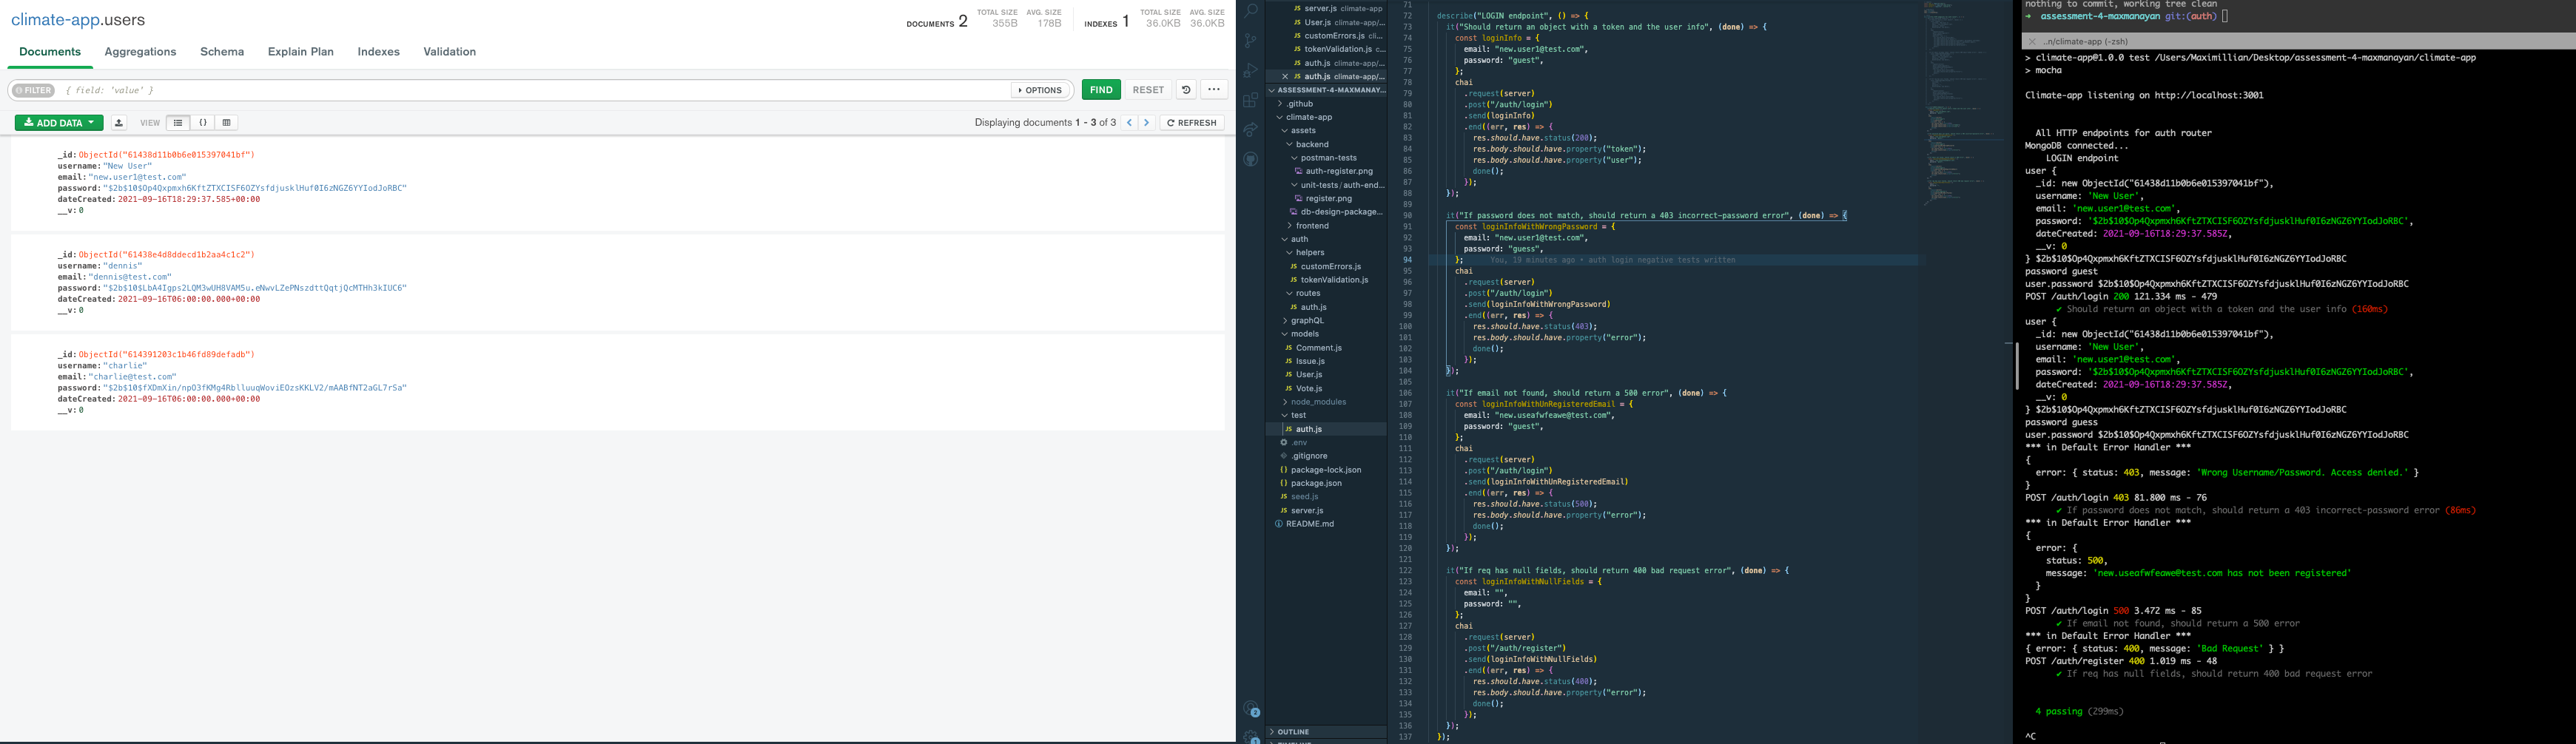 climate-app.users
DOCUMENTS 2
TOTAL SIZE 355B
AVG. SIZE 178B
INDEXES 1
TOTAL SIZE 36.0KB
AVG. SIZE 36.0KB
Documents
Aggregations
Schema
Explain Plan
Indexes
Validation
FILTER
{ field: 'value' }
OPTIONS
FIND
RESET
ADD DATA
VIEW
{}
Displaying documents 1 - 3 of 3
REFRESH
_id: ObjectId("61438d11b0b6e015397041bf")
username: "New User"
email: "new.user1@test.com"
password: "$2b$10$Op4Qxpmxh6KftZTXCISF6OZYsfdjusklHuf0I6zNGZ6YYIodJoRBC"
dateCreated: 2021-09-16T18:29:37.585+00:00
__v: 0
_id: ObjectId("61438e4d8ddecd1b2aa4c1c2")
username: "dennis"
email: "dennis@test.com"
dateCreated: 2021-09-16T06:00:00.000+00:00
__v: 0
_id: ObjectId("614391203c1b46fd89defadb")
username: "charlie"
email: "charlie@test.com"
dateCreated: 2021-09-16T06:00:00.000+00:00
__v: 0
JS server.js climate-app
JS User.js climate-app/...
JS customErrors.js cli...
JS tokenValidation.js c...
JS auth.js climate-app/...
JS auth.js climate-app/...
ASSESSMENT-4-MAXMANAY...
.github
climate-app
assets
backend
postman-tests
auth-register.png
unit-tests / auth-end...
register.png
db-design-package...
frontend
auth
helpers
JS customErrors.js
JS tokenValidation.js
routes
JS auth.js
graphQL
models
JS Comment.js
JS Issue.js
JS User.js
JS Vote.js
node_modules
test
JS auth.js
.env
.gitignore
{} package-lock.json
{} package.json
JS seed.js
JS server.js
README.md
OUTLINE
71
72 describe("LOGIN endpoint", () => {
73 it("Should return an object with a token and the user info", (done) => {
74 const loginInfo = {
75 email: "new.user1@test.com",
76 password: "guest",
77 };
78 chai
79 .request(server)
80 .post("/auth/login")
81 .send(loginInfo)
82 .end((err, res) => {
83 res.should.have.status(200);
84 res.body.should.have.property("token");
85 res.body.should.have.property("user");
86 done();
87 });
88 });
89
90 it("If password does not match, should return a 403 incorrect-password error", (done) => {
91 const loginInfoWithWrongPassword = {
92 email: "new.user1@test.com",
93 password: "guess",
94 }; You, 19 minutes ago • auth login negative tests written
95 chai
96 .request(server)
97 .post("/auth/login")
98 .send(loginInfoWithWrongPassword)
99 .end((err, res) => {
100 res.should.have.status(403);
101 res.body.should.have.property("error");
102 done();
103 });
104 });
105
106 it("If email not found, should return a 500 error", (done) => {
107 const loginInfoWithUnRegisteredEmail = {
108 email: "new.useafwfeawe@test.com",
109 password: "guest",
110 };
111 chai
112 .request(server)
113 .post("/auth/login")
114 .send(loginInfoWithUnRegisteredEmail)
115 .end((err, res) => {
116 res.should.have.status(500);
117 res.body.should.have.property("error");
118 done();
119 });
120 });
121
122 it("If req has null fields, should return 400 bad request error", (done) => {
123 const loginInfoWithNullFields = {
124 email: "",
125 password: "",
126 };
127 chai
128 .request(server)
129 .post("/auth/register")
130 .send(loginInfoWithNullFields)
131 .end((err, res) => {
132 res.should.have.status(400);
133 res.body.should.have.property("error");
134 done();
135 });
136 });
137 });
nothing to commit, working tree clean
➜ assessment-4-maxmanayan git:(auth)
..n/climate-app (-zsh)
> climate-app@1.0.0 test /Users/Maximillian/Desktop/assessment-4-maxmanayan/climate-app
> mocha
Climate-app listening on http://localhost:3001
All HTTP endpoints for auth router
MongoDB connected...
LOGIN endpoint
user {
_id: new ObjectId("61438d11b0b6e015397041bf"),
username: 'New User',
email: 'new.user1@test.com',
password: '$2b$10$Op4Qxpmxh6KftZTXCISF6OZYsfdjusklHuf0I6zNGZ6YYIodJoRBC',
dateCreated: 2021-09-16T18:29:37.585Z,
__v: 0
} $2b$10$Op4Qxpmxh6KftZTXCISF6OZYsfdjusklHuf0I6zNGZ6YYIodJoRBC
password guest
user.password $2b$10$Op4Qxpmxh6KftZTXCISF6OZYsfdjusklHuf0I6zNGZ6YYIodJoRBC
POST /auth/login 200 121.334 ms - 479
✓ Should return an object with a token and the user info (160ms)
user {
_id: new ObjectId("61438d11b0b6e015397041bf"),
username: 'New User',
email: 'new.user1@test.com',
password: '$2b$10$Op4Qxpmxh6KftZTXCISF6OZYsfdjusklHuf0I6zNGZ6YYIodJoRBC',
dateCreated: 2021-09-16T18:29:37.585Z,
__v: 0
} $2b$10$Op4Qxpmxh6KftZTXCISF6OZYsfdjusklHuf0I6zNGZ6YYIodJoRBC
password guess
user.password $2b$10$Op4Qxpmxh6KftZTXCISF6OZYsfdjusklHuf0I6zNGZ6YYIodJoRBC
*** in Default Error Handler ***
{
error: { status: 403, message: 'Wrong Username/Password. Access denied.' }
}
POST /auth/login 403 81.800 ms - 76
✓ If password does not match, should return a 403 incorrect-password error (86ms)
*** in Default Error Handler ***
{
error: {
status: 500,
message: 'new.useafwfeawe@test.com has not been registered'
}
}
POST /auth/login 500 3.472 ms - 85
✓ If email not found, should return a 500 error
*** in Default Error Handler ***
{ error: { status: 400, message: 'Bad Request' } }
POST /auth/register 400 1.019 ms - 48
✓ If req has null fields, should return 400 bad request error
4 passing (299ms)
^C